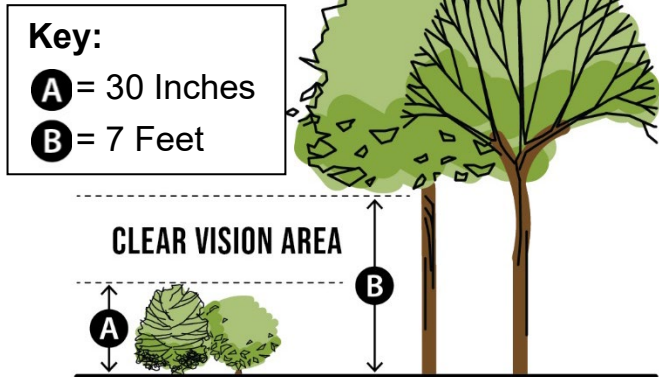 Key:
A = 30 Inches
B = 7 Feet
CLEAR VISION AREA
B
A